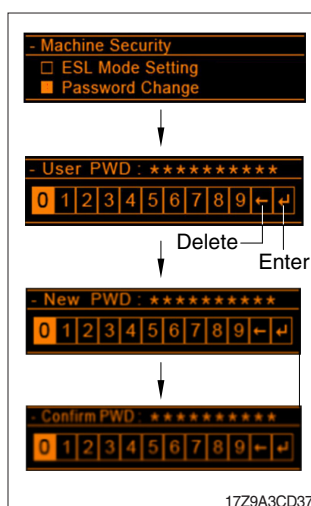 - Machine Security
□ ESL Mode Setting
■ Password Change
- User PWD : * * * * * * * * * *
0 1 2 3 4 5 6 7 8 9 ← ↵
Delete
Enter
- New PWD : * * * * * * * * * *
0 1 2 3 4 5 6 7 8 9 ← ↵
- Confirm PWD : * * * * * * * * * *
0 1 2 3 4 5 6 7 8 9 ← ↵
17Z9A3CD37